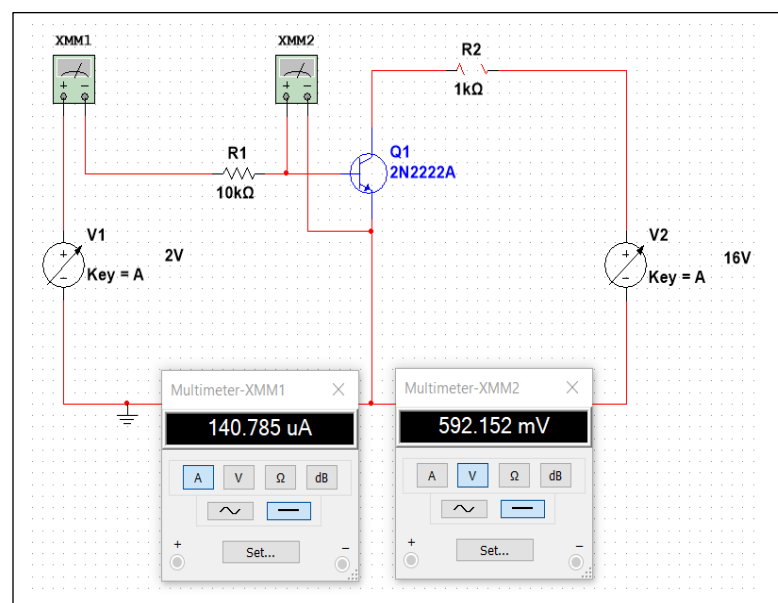 XMM1
XMM2
R2
1kΩ
R1
10kΩ
Q1
2N2222A
V1
2V
Key = A
V2
16V
Key = A
Multimeter-XMM1
140.785 uA
A V Ω dB
+ Set... −
Multimeter-XMM2
592.152 mV
A V Ω dB
+ Set... −